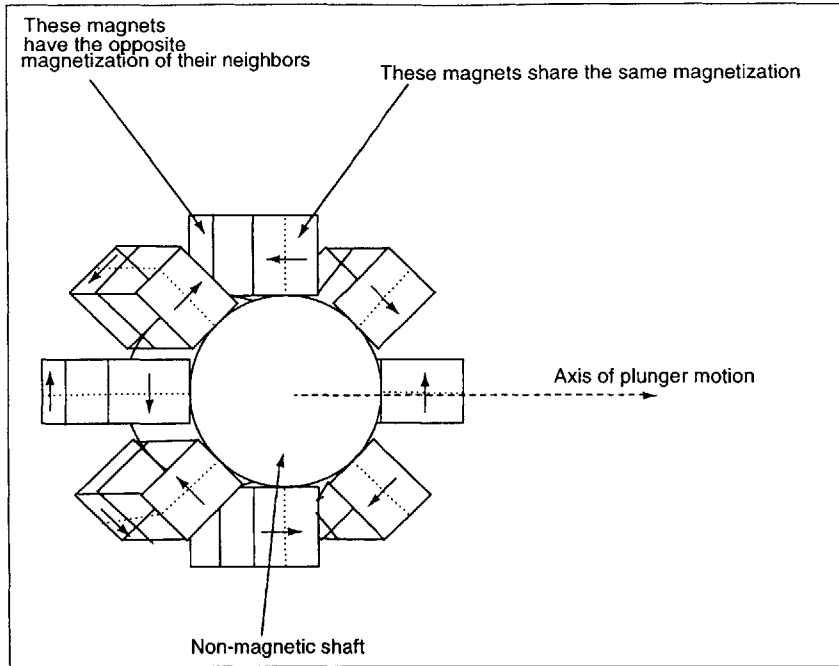 These magnets
have the opposite
magnetization of their neighbors
These magnets share the same magnetization
Axis of plunger motion
Non-magnetic shaft